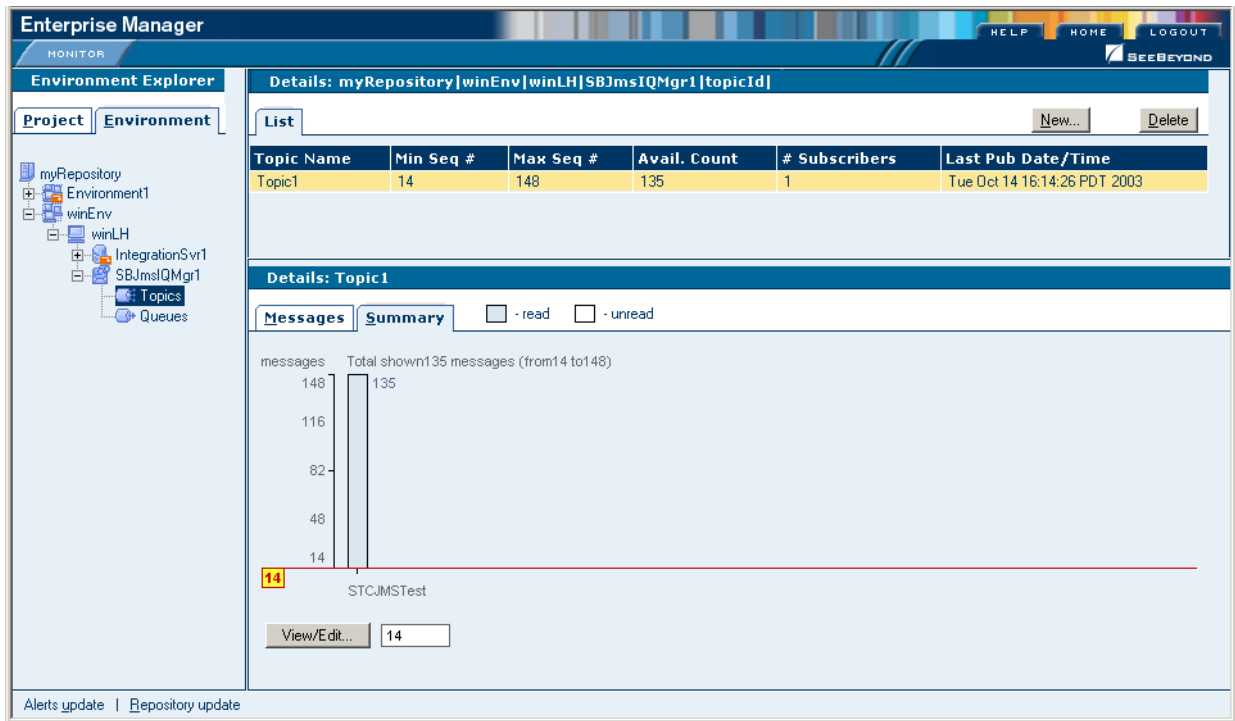 Enterprise Manager
HELP HOME LOGOUT
MONITOR
SEEBEYOND
Environment Explorer
Details: myRepository|winEnv|winLH|SBJmsIQMgr1|topicId|
Project Environment
List
New... Delete
Topic Name Min Seq # Max Seq # Avail. Count # Subscribers Last Pub Date/Time
Topic1 14 148 135 1 Tue Oct 14 16:14:26 PDT 2003
myRepository
Environment1
winEnv
winLH
IntegrationSvr1
SBJmsIQMgr1
Topics
Queues
Details: Topic1
Messages Summary - read - unread
messages Total shown135 messages (from14 to148)
148 135
116
82
48
14
14
STCJMSTest
View/Edit... 14
Alerts update | Repository update